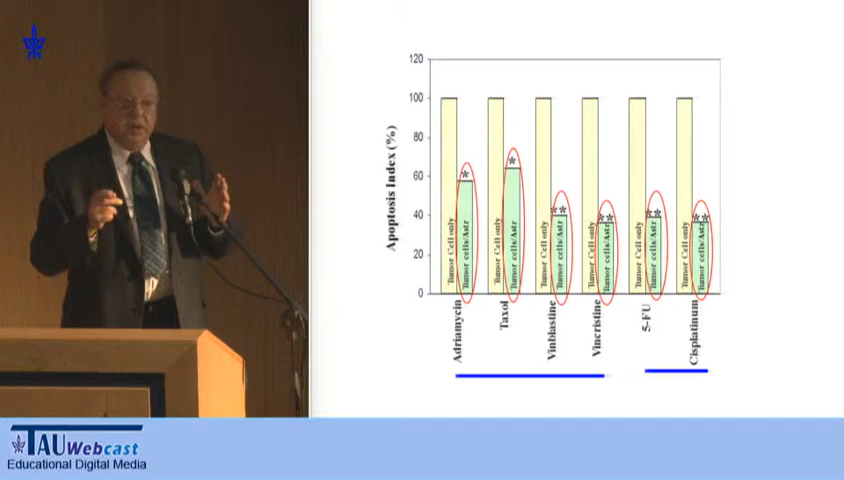 120
100
80
60
40
20
0
Apoptosis Index (%)
Tumor Cell only
Tumor cells/Astr
*
Tumor Cell only
Tumor cells/Astr
*
Tumor Cell only
Tumor cells/Astr
**
Tumor Cell only
Tumor cells/Astr
**
Tumor Cell only
Tumor cells/Astr
**
Tumor Cell only
Tumor cells/Astr
**
Adriamycin
Taxol
Vinblastine
Vincristine
5-FU
Cisplatinum
TAU Webcast
Educational Digital Media